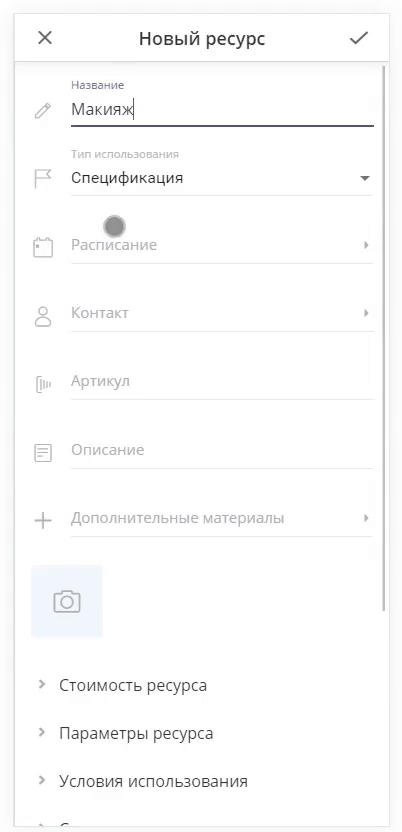 Новый ресурс
Название
Макияж
Тип использования
Спецификация
Расписание
Контакт
Артикул
Описание
Дополнительные материалы
Стоимость ресурса
Параметры ресурса
Условия использования